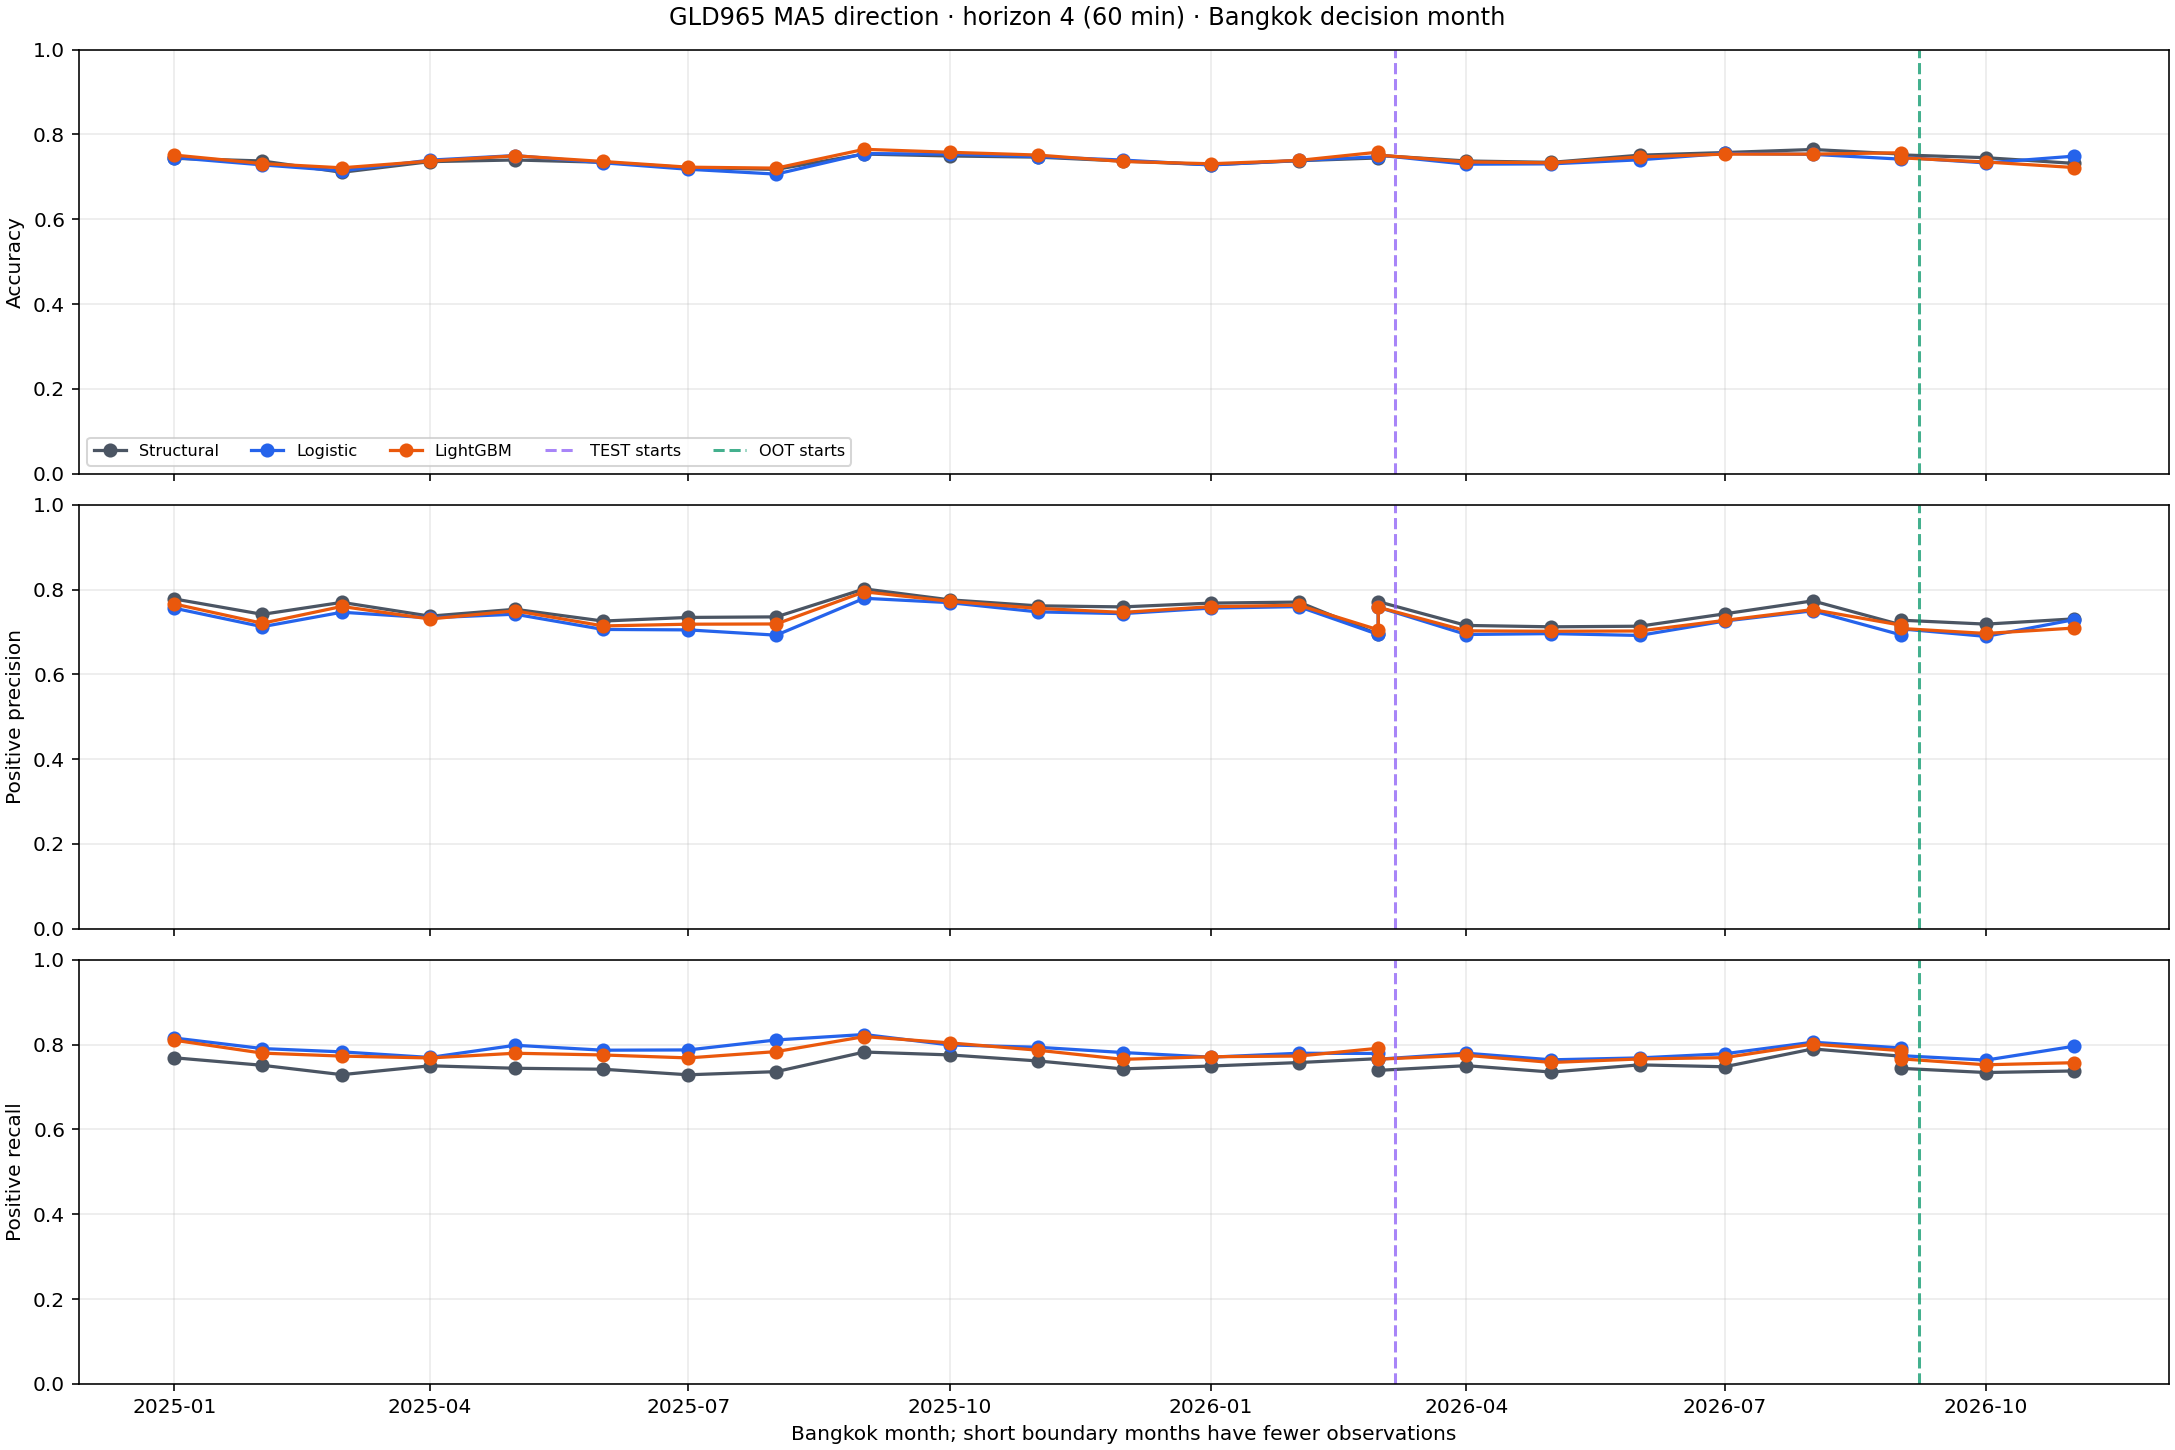 GLD965 MA5 direction · horizon 4 (60 min) · Bangkok decision month
1.0
0.8
0.6
0.4
0.2
0.0
Accuracy
Structural Logistic LightGBM TEST starts OOT starts
1.0
0.8
0.6
0.4
0.2
0.0
Positive precision
1.0
0.8
0.6
0.4
0.2
0.0
Positive recall
2025-01 2025-04 2025-07 2025-10 2026-01 2026-04 2026-07 2026-10
Bangkok month; short boundary months have fewer observations